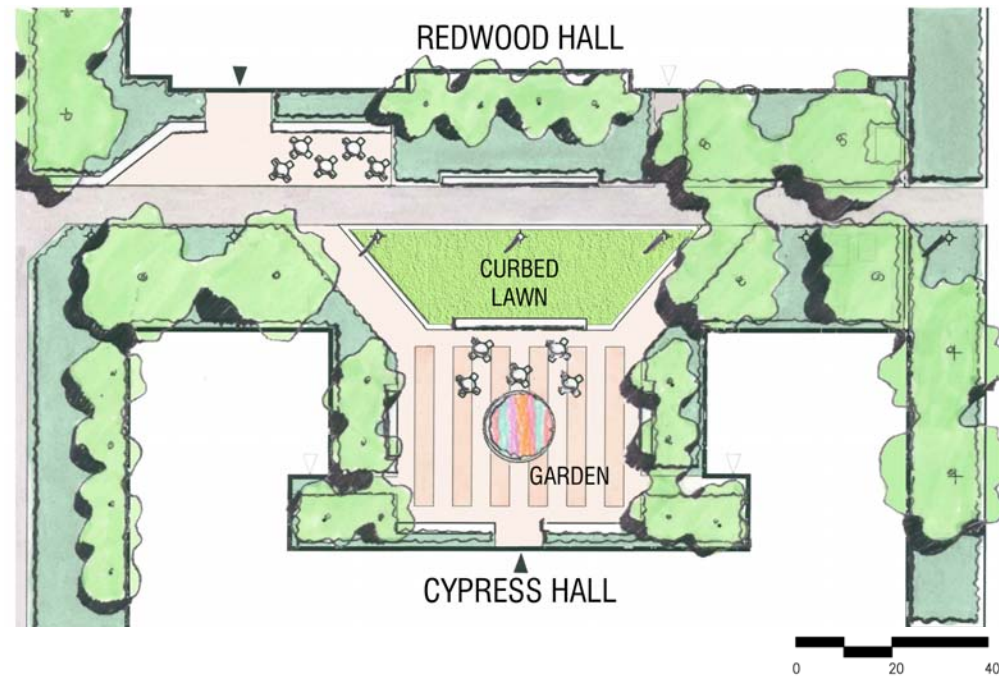 REDWOOD HALL
CURBED
LAWN
GARDEN
CYPRESS HALL
0 20 40